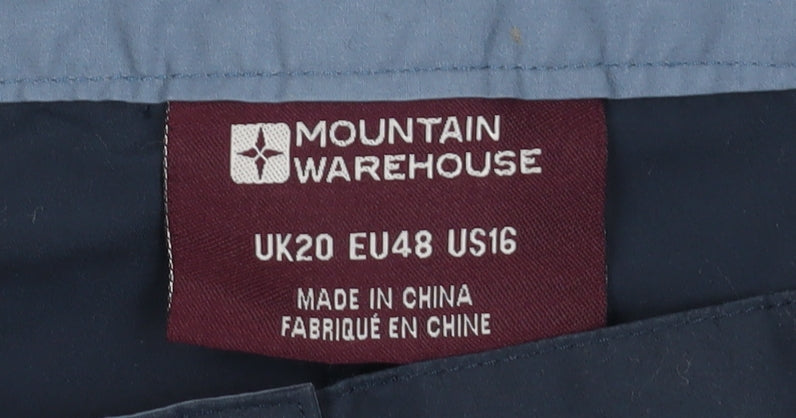 MOUNTAIN
WAREHOUSE
UK20 EU48 US16
MADE IN CHINA
FABRIQUÉ EN CHINE